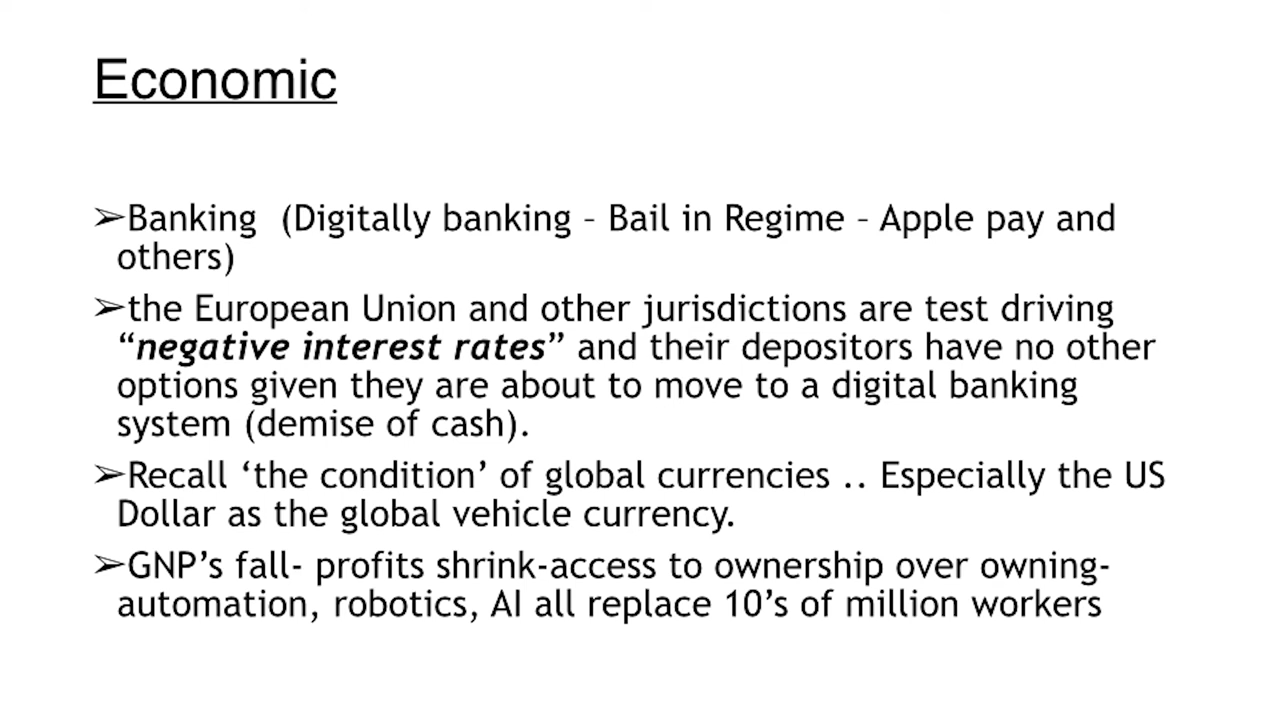 Economic
➢Banking (Digitally banking – Bail in Regime – Apple pay and
others)
➢the European Union and other jurisdictions are test driving
“negative interest rates” and their depositors have no other
options given they are about to move to a digital banking
system (demise of cash).
➢Recall ‘the condition’ of global currencies .. Especially the US
Dollar as the global vehicle currency.
➢GNP’s fall- profits shrink-access to ownership over owning-
automation, robotics, AI all replace 10’s of million workers